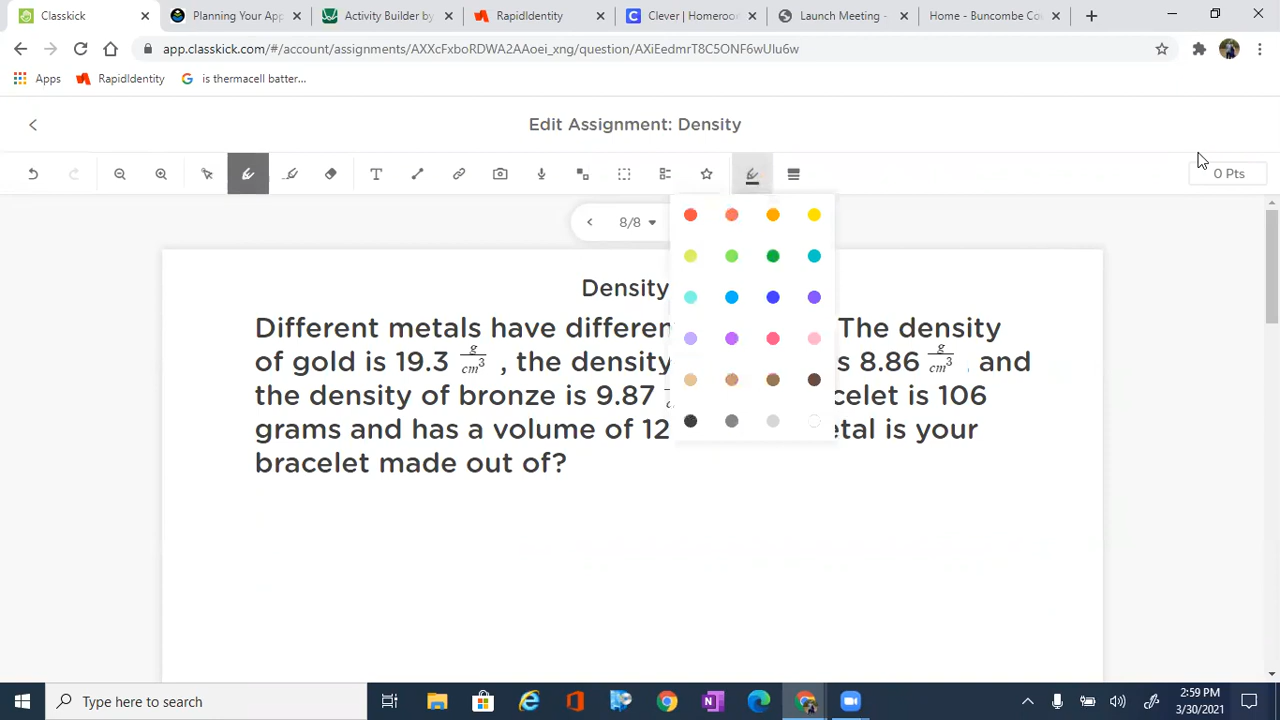 Classkick
Planning Your App
Activity Builder by
RapidIdentity
Clever | Homeroom
Launch Meeting -
Home - Buncombe Co
app.classkick.com/#/account/assignments/AXXcFxboRDWA2AAoei_xng/question/AXiEedmrT8C5ONF6wUIu6w
Apps
RapidIdentity
is thermacell batter...
Edit Assignment: Density
0 Pts
8/8
Density
Different metals have differen The density
of gold is 19.3 g/cm³ , the density s 8.86 g/cm³ , and
the density of bronze is 9.87 celet is 106
grams and has a volume of 12 etal is your
bracelet made out of?
Type here to search
2:59 PM
3/30/2021